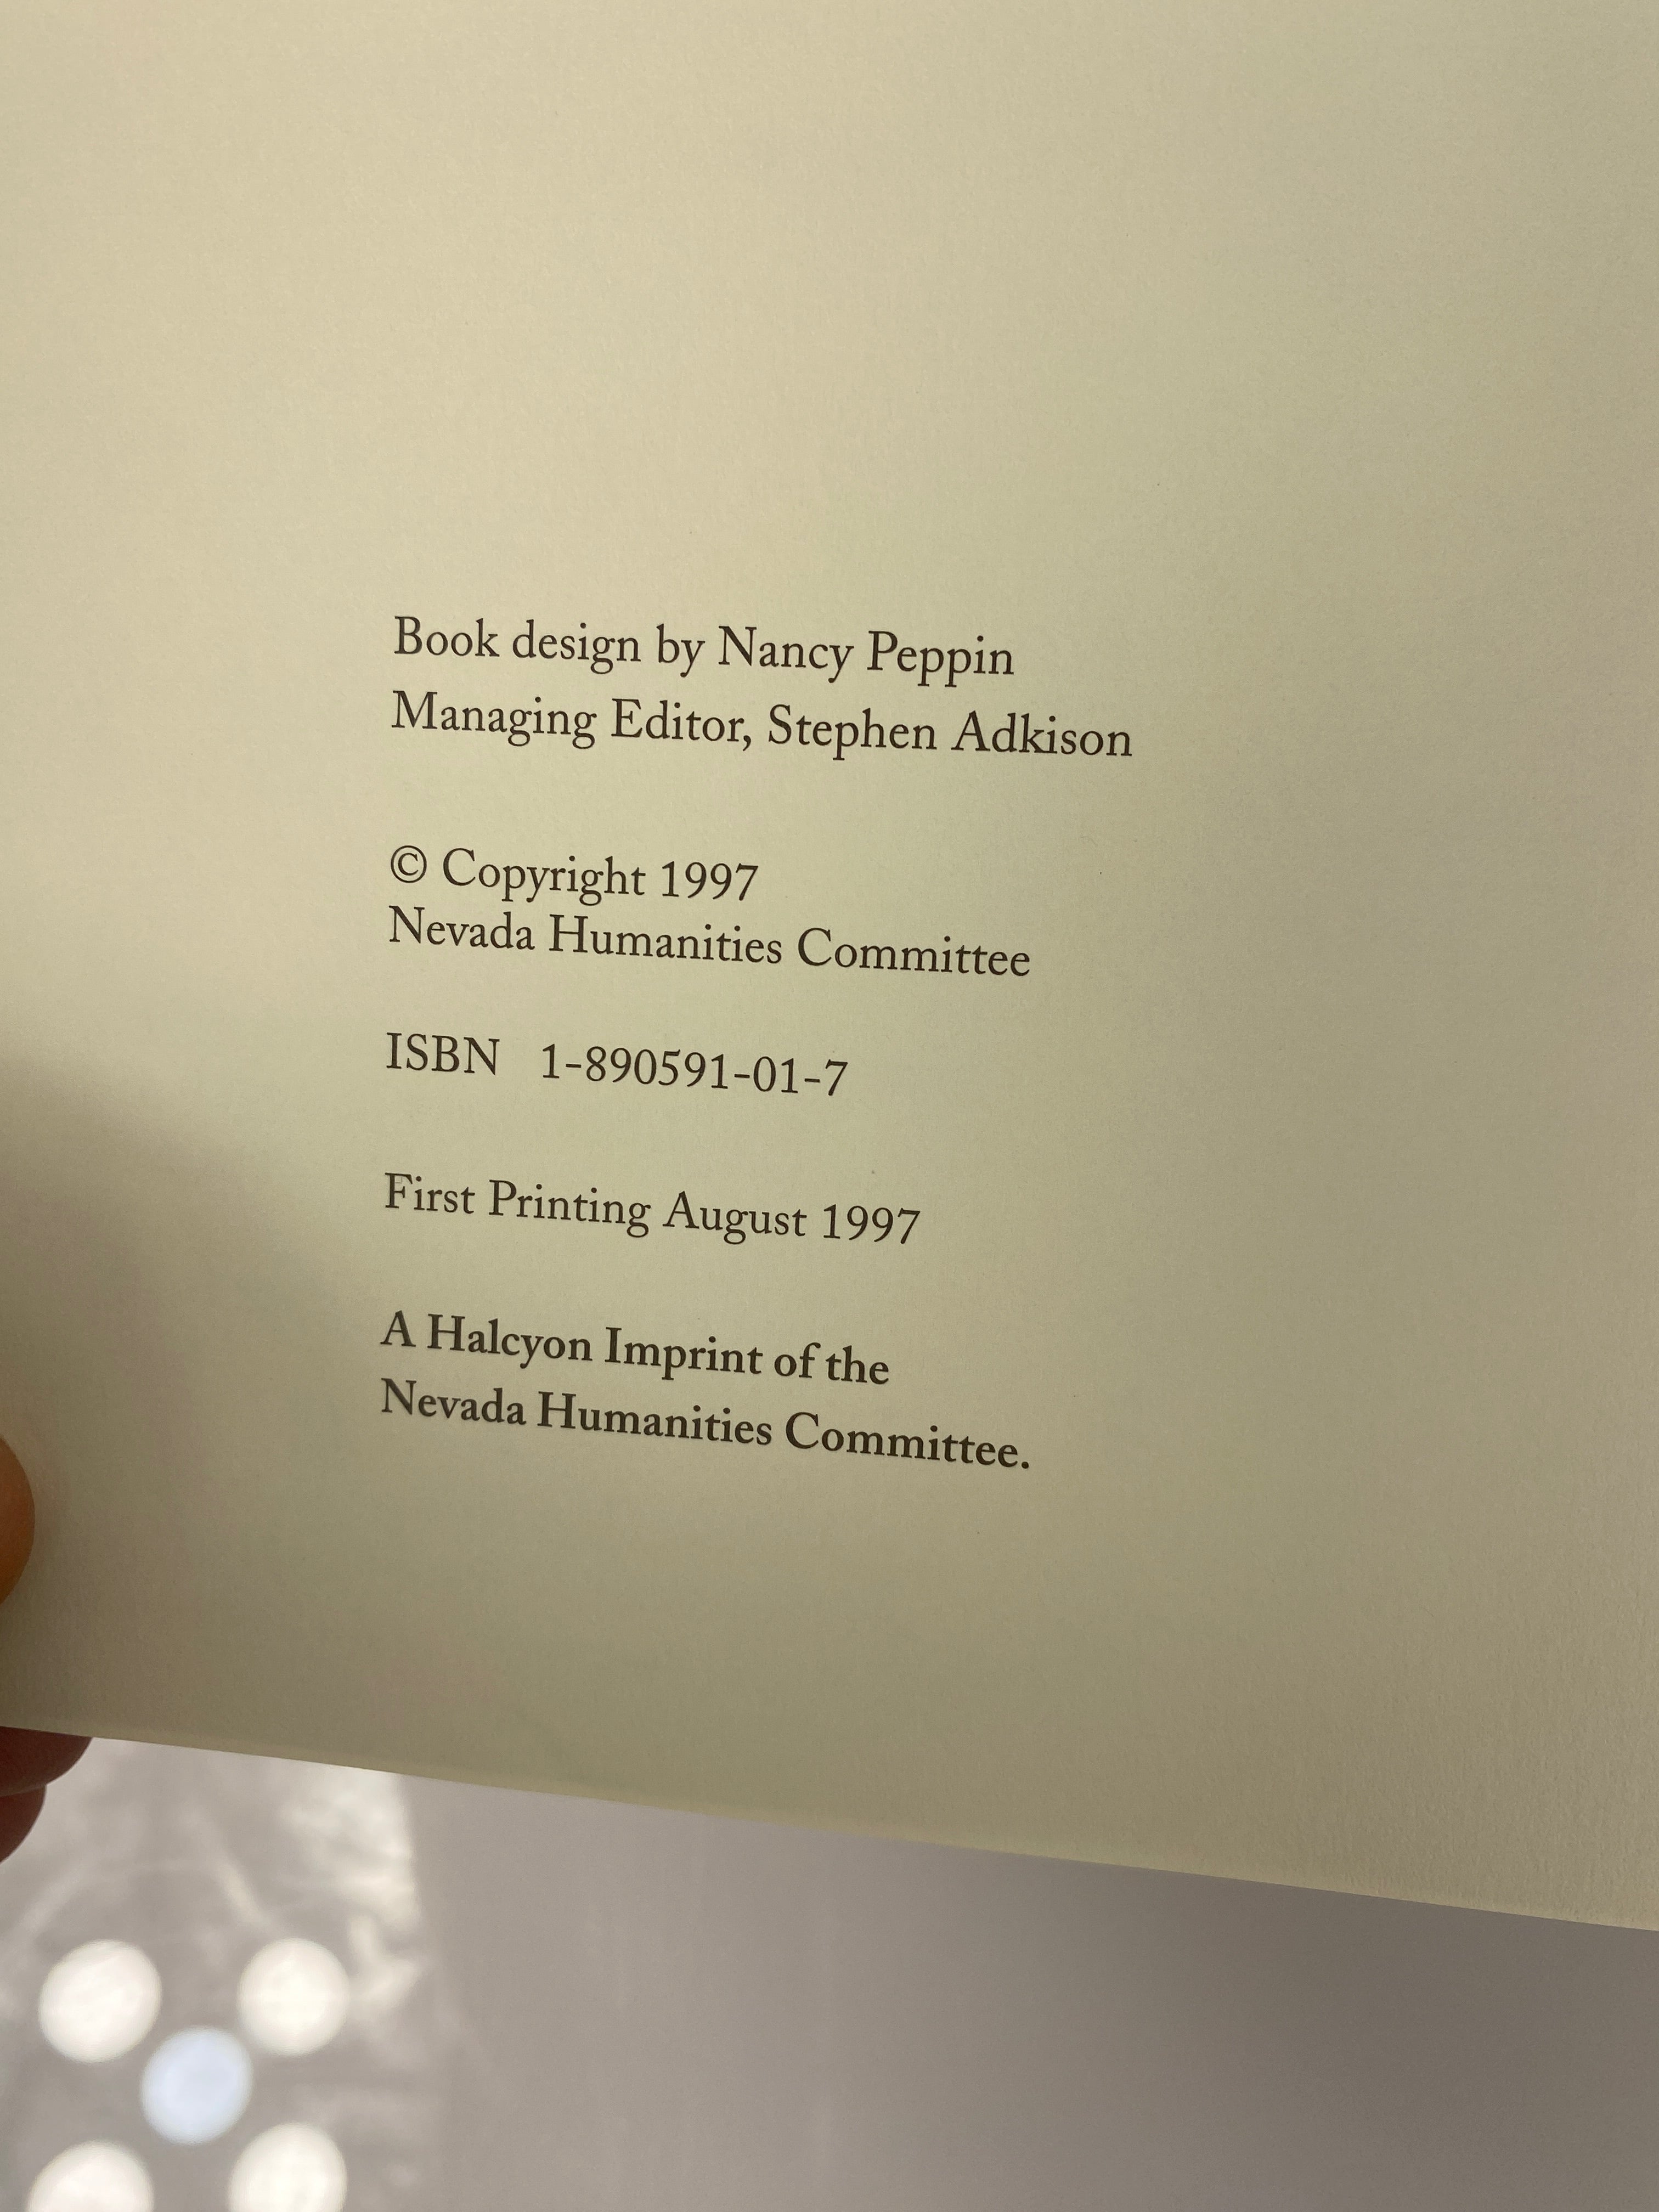 Book design by Nancy Peppin
Managing Editor, Stephen Adkison
© Copyright 1997
Nevada Humanities Committee
ISBN 1-890591-01-7
First Printing August 1997
A Halcyon Imprint of the
Nevada Humanities Committee.